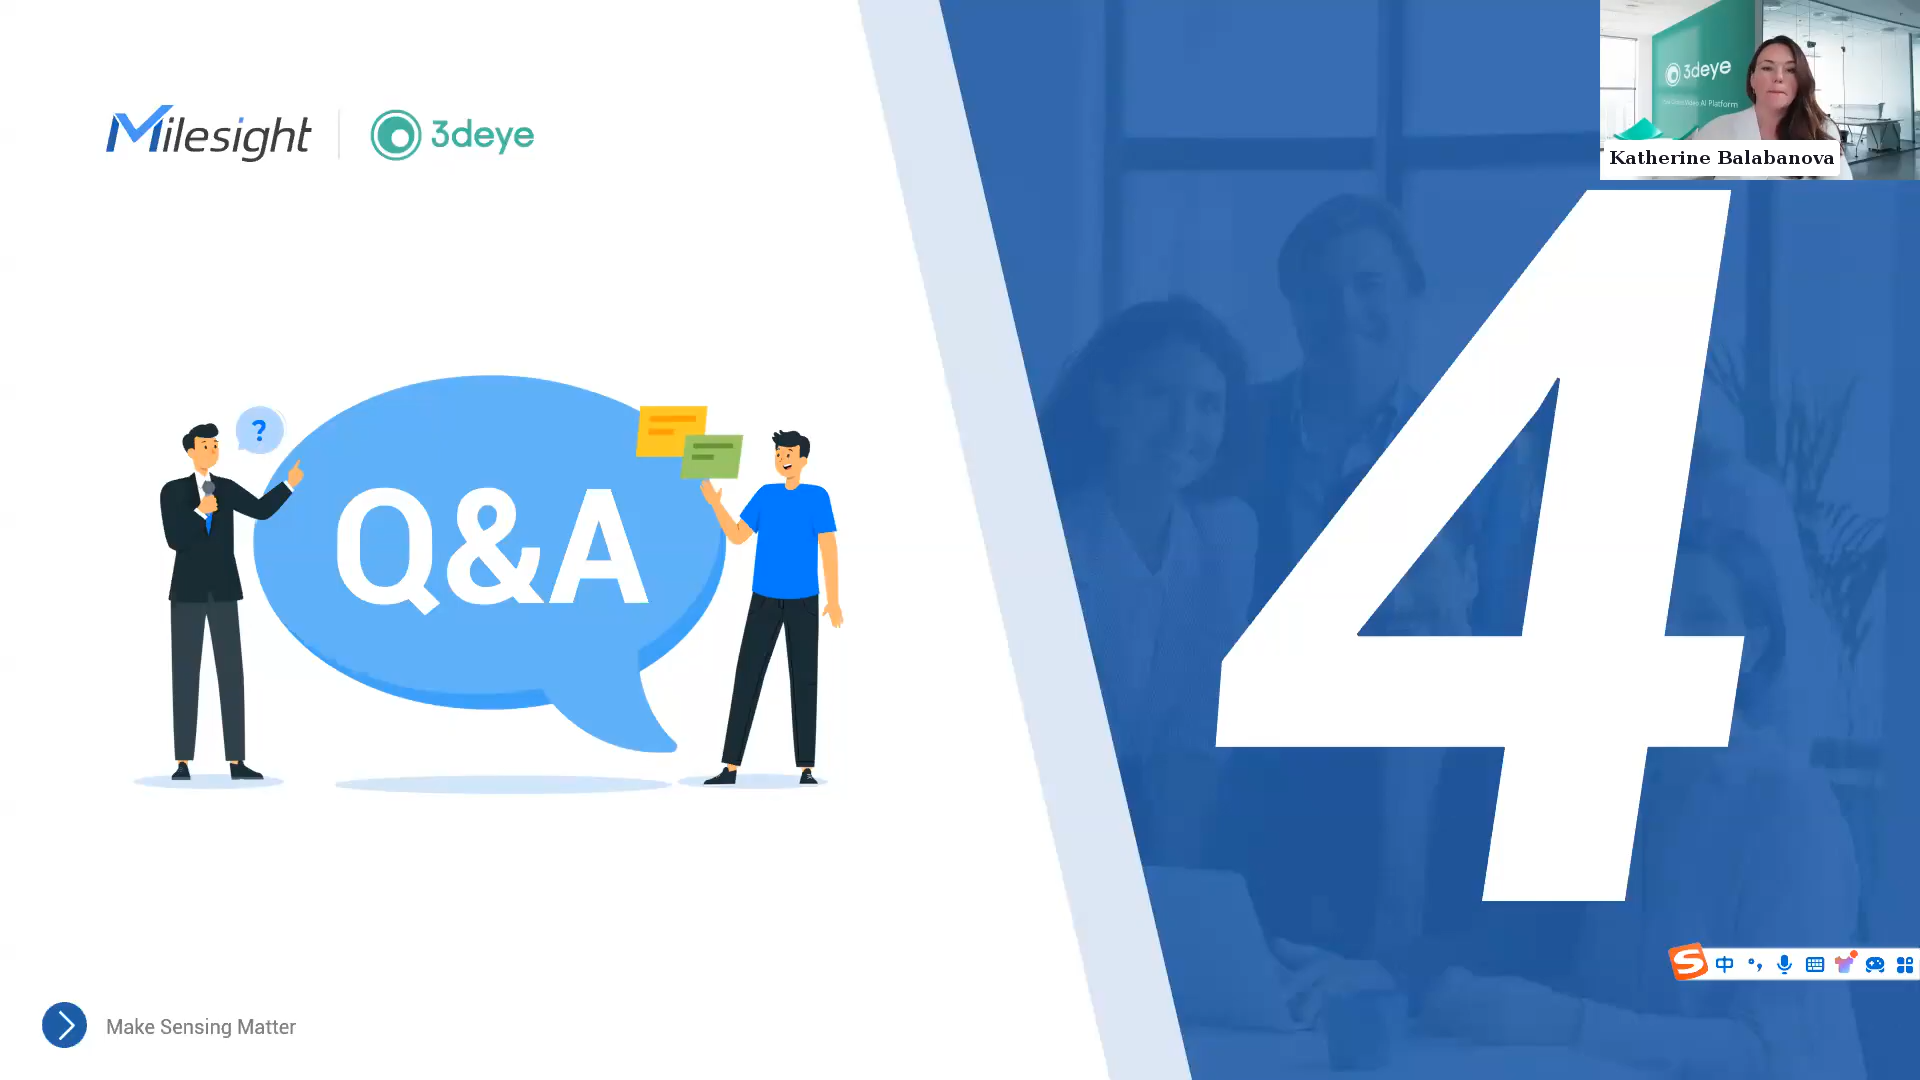 Milesight
3deye
3deye
Katherine Balabanova
?
Q&A
4
S 中
Make Sensing Matter